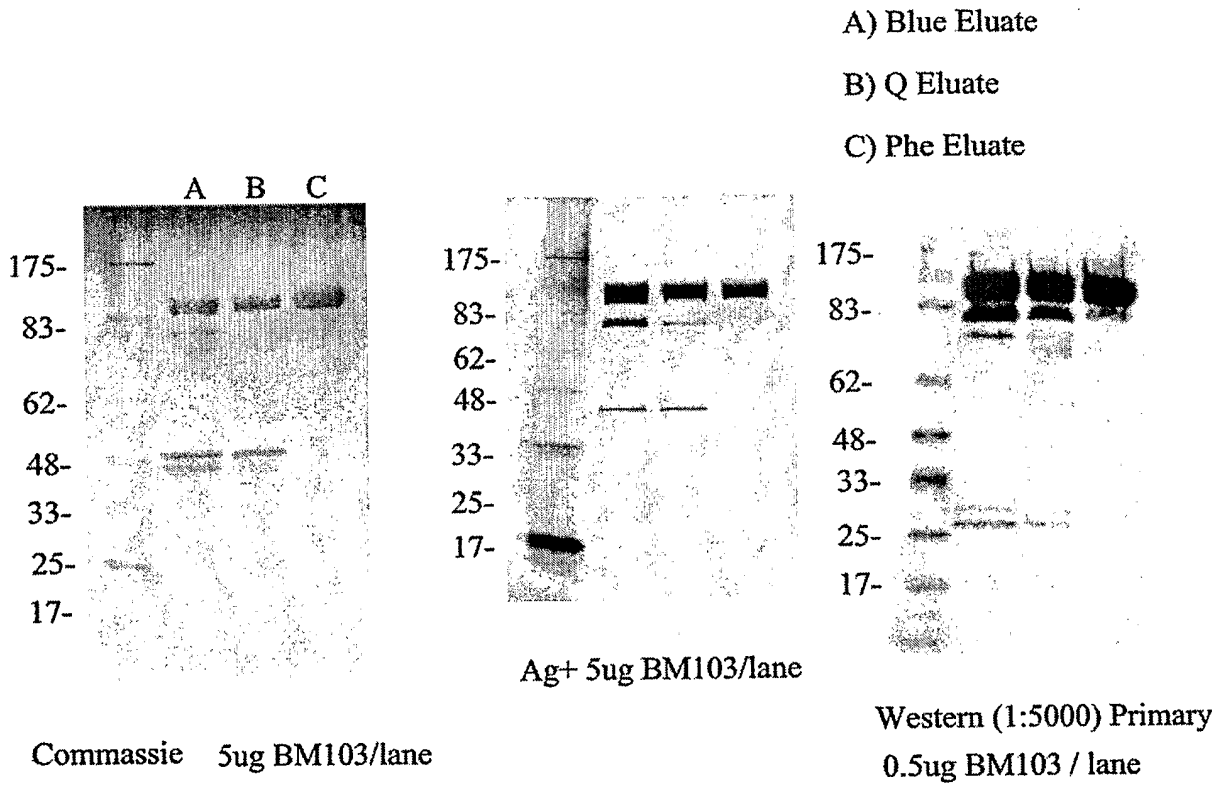 A) Blue Eluate
B) Q Eluate
C) Phe Eluate
A B C
175-
83-
62-
48-
33-
25-
17-
175-
83-
62-
48-
33-
25-
17-
175-
83-
62-
48-
33-
25-
17-
Commassie 5ug BM103/lane
Ag+ 5ug BM103/lane
Western (1:5000) Primary
0.5ug BM103 / lane